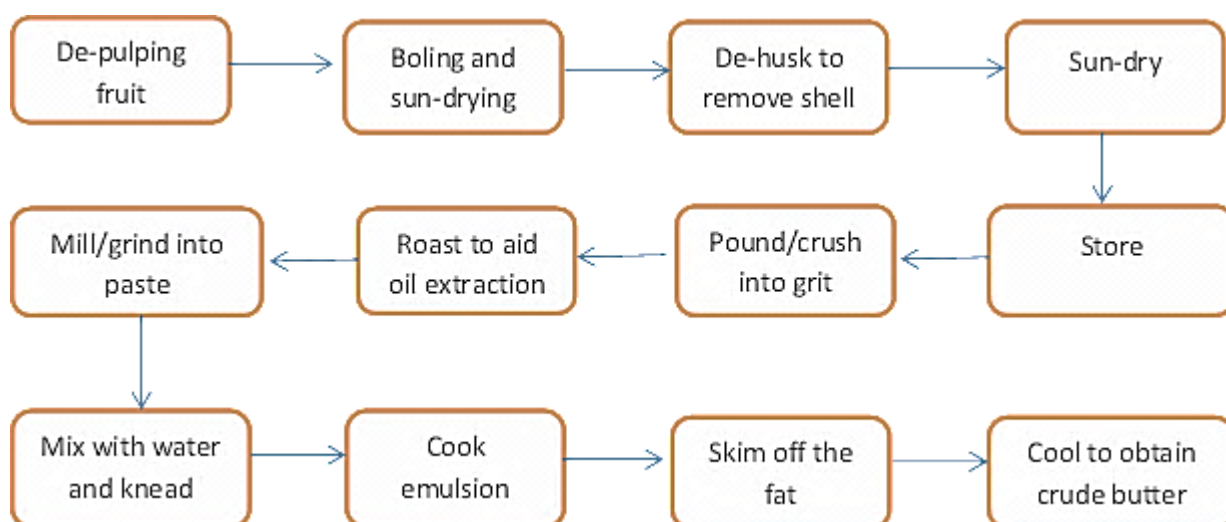 De-pulping
fruit
Boling and
sun-drying
De-husk to
remove shell
Sun-dry
Store
Pound/crush
into grit
Roast to aid
oil extraction
Mill/grind into
paste
Mix with water
and knead
Cook
emulsion
Skim off the
fat
Cool to obtain
crude butter